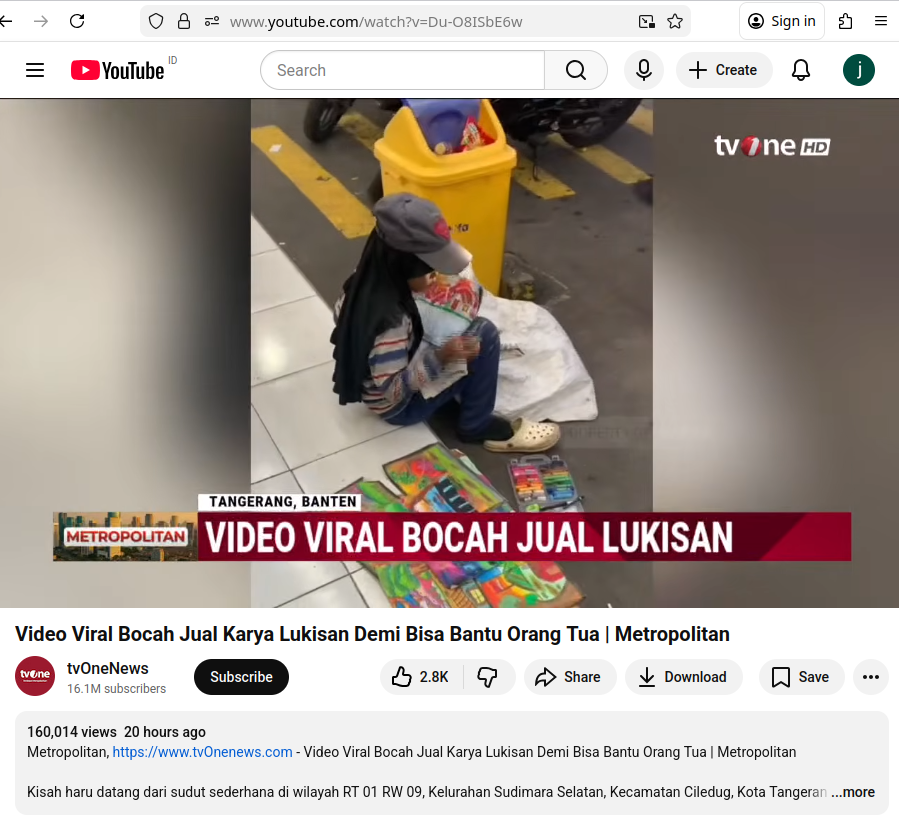 www.youtube.com/watch?v=Du-O8ISbE6w
Sign in
YouTube ID
Search
Create
j
tvOne HD
TANGERANG, BANTEN
METROPOLITAN
VIDEO VIRAL BOCAH JUAL LUKISAN
Video Viral Bocah Jual Karya Lukisan Demi Bisa Bantu Orang Tua | Metropolitan
tvOne
tvOneNews
16.1M subscribers
Subscribe
2.8K
Share
Download
Save
160,014 views 20 hours ago
Metropolitan, https://www.tvOnenews.com - Video Viral Bocah Jual Karya Lukisan Demi Bisa Bantu Orang Tua | Metropolitan
Kisah haru datang dari sudut sederhana di wilayah RT 01 RW 09, Kelurahan Sudimara Selatan, Kecamatan Ciledug, Kota Tangeran ...more